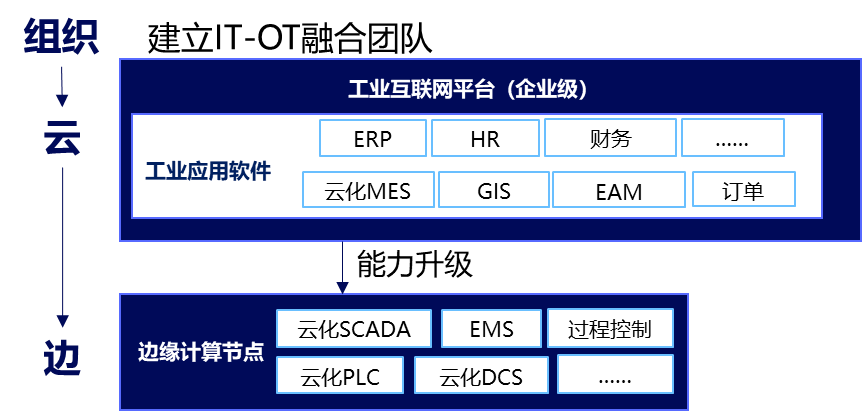 组织
建立IT-OT融合团队
工业互联网平台（企业级）
云
ERP
HR
财务
......
工业应用软件
云化MES
GIS
EAM
订单
能力升级
边
边缘计算节点
云化SCADA
EMS
过程控制
云化PLC
云化DCS
......